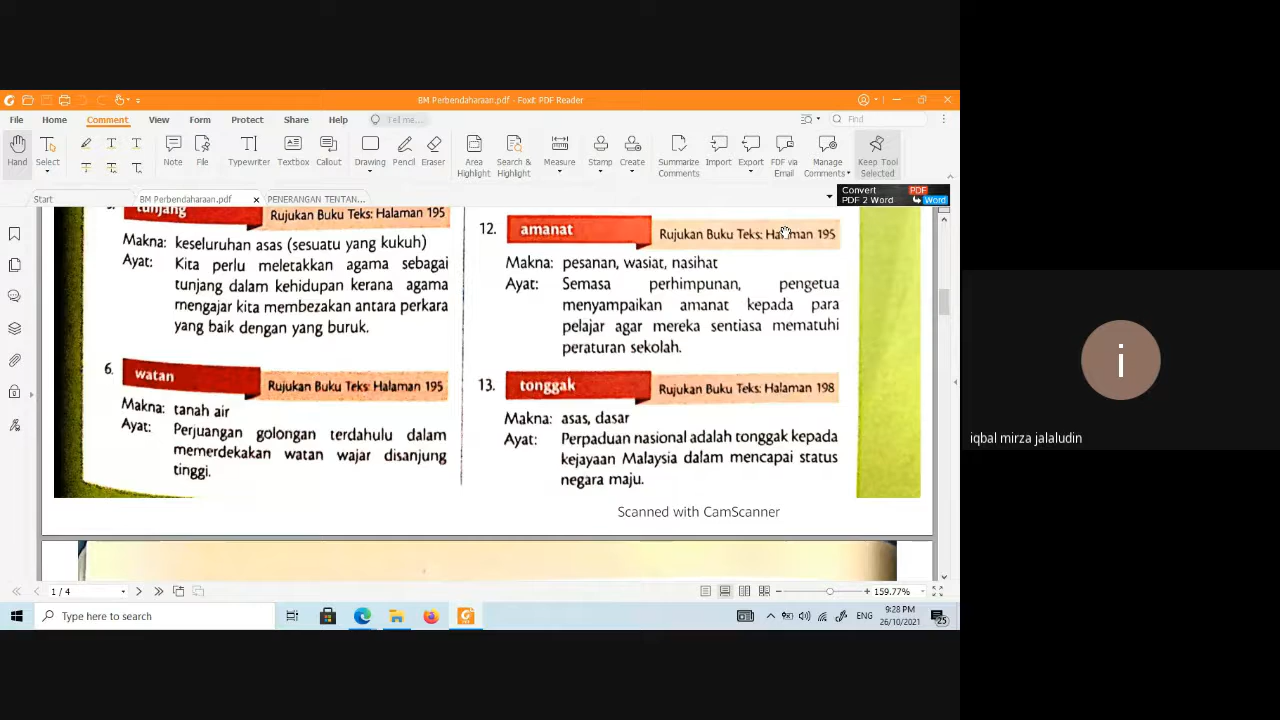 BM Perbendaharaan.pdf - Foxit PDF Reader
File Home Comment View Form Protect Share Help Tell me... Find
Hand Select Note File Typewriter Textbox Callout Drawing Pencil Eraser Area Highlight Search & Highlight Measure Stamp Create Summarize Comments Import Export PDF via Email Manage Comments Keep Tool Selected
Start BM Perbendaharaan.pdf PENERANGAN TENTAN...
Convert PDF
PDF 2 Word Word
tunjang Rujukan Buku Teks: Halaman 195
Makna: keseluruhan asas (sesuatu yang kukuh)
Ayat: Kita perlu meletakkan agama sebagai
tunjang dalam kehidupan kerana agama
mengajar kita membezakan antara perkara
yang baik dengan yang buruk.
6. watan Rujukan Buku Teks: Halaman 195
Makna: tanah air
Ayat: Perjuangan golongan terdahulu dalam
memerdekakan watan wajar disanjung
tinggi.
12. amanat Rujukan Buku Teks: Halaman 195
Makna: pesanan, wasiat, nasihat
Ayat: Semasa perhimpunan, pengetua
menyampaikan amanat kepada para
pelajar agar mereka sentiasa mematuhi
peraturan sekolah.
13. tonggak Rujukan Buku Teks: Halaman 198
Makna: asas, dasar
Ayat: Perpaduan nasional adalah tonggak kepada
kejayaan Malaysia dalam mencapai status
negara maju.
Scanned with CamScanner
1 / 4
159.77%
Type here to search
ENG
9:28 PM
26/10/2021
25
i
iqbal mirza jalaludin